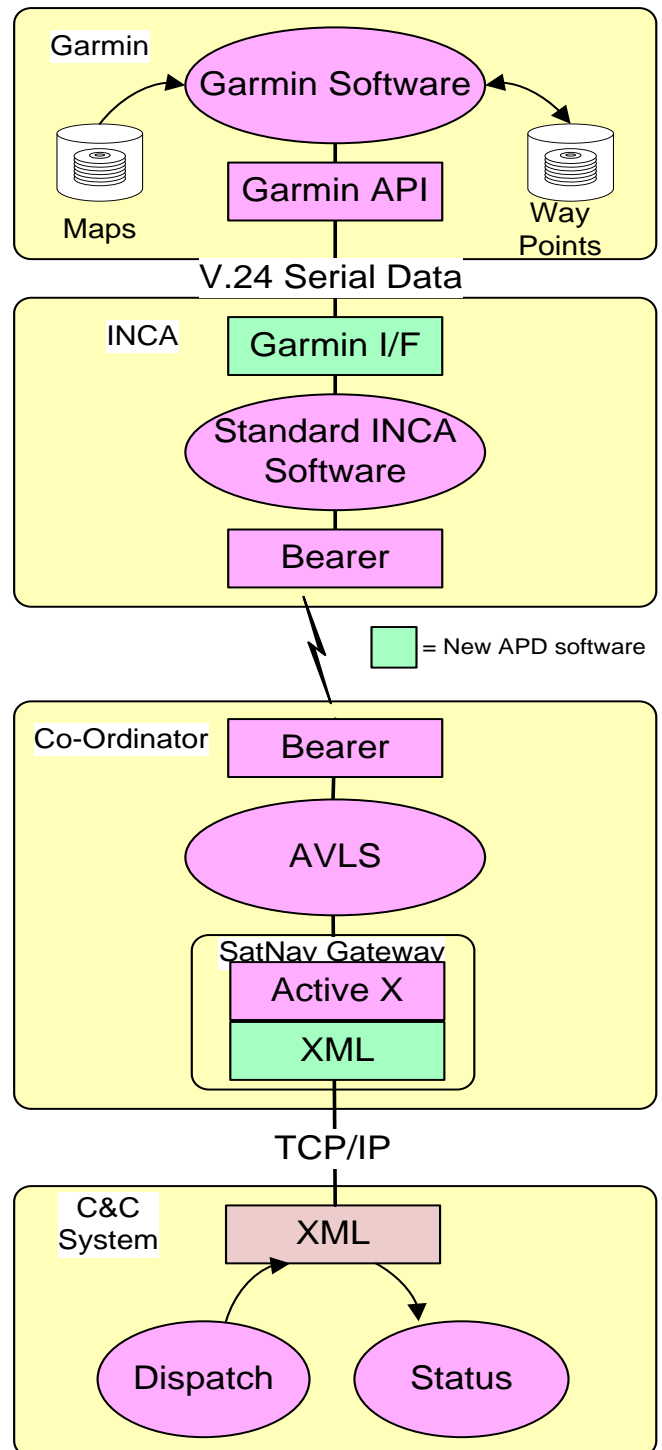 Garmin
Garmin Software
Garmin API
Maps
Way
Points
V.24 Serial Data
INCA
Garmin I/F
Standard INCA
Software
Bearer
= New APD software
Co-Ordinator
Bearer
AVLS
SatNav Gateway
Active X
XML
TCP/IP
C&C
System
XML
Dispatch
Status